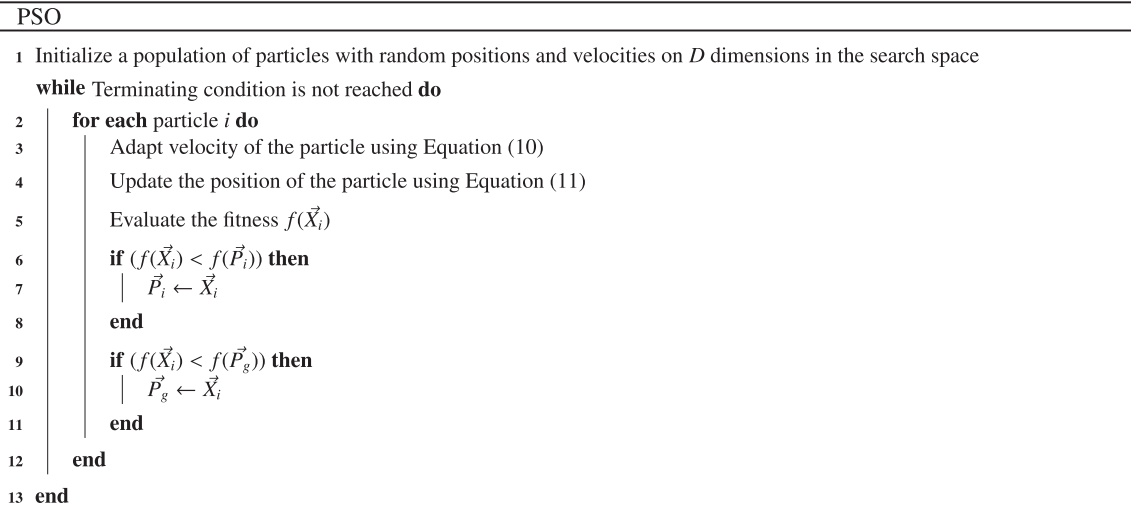 PSO
1 Initialize a population of particles with random positions and velocities on D dimensions in the search space
while Terminating condition is not reached do
2 for each particle i do
3 Adapt velocity of the particle using Equation (10)
4 Update the position of the particle using Equation (11)
5 Evaluate the fitness f(X⃗ᵢ)
6 if (f(X⃗ᵢ) < f(P⃗ᵢ)) then
7 P⃗ᵢ ← X⃗ᵢ
8 end
9 if (f(X⃗ᵢ) < f(P⃗_g)) then
10 P⃗_g ← X⃗ᵢ
11 end
12 end
13 end